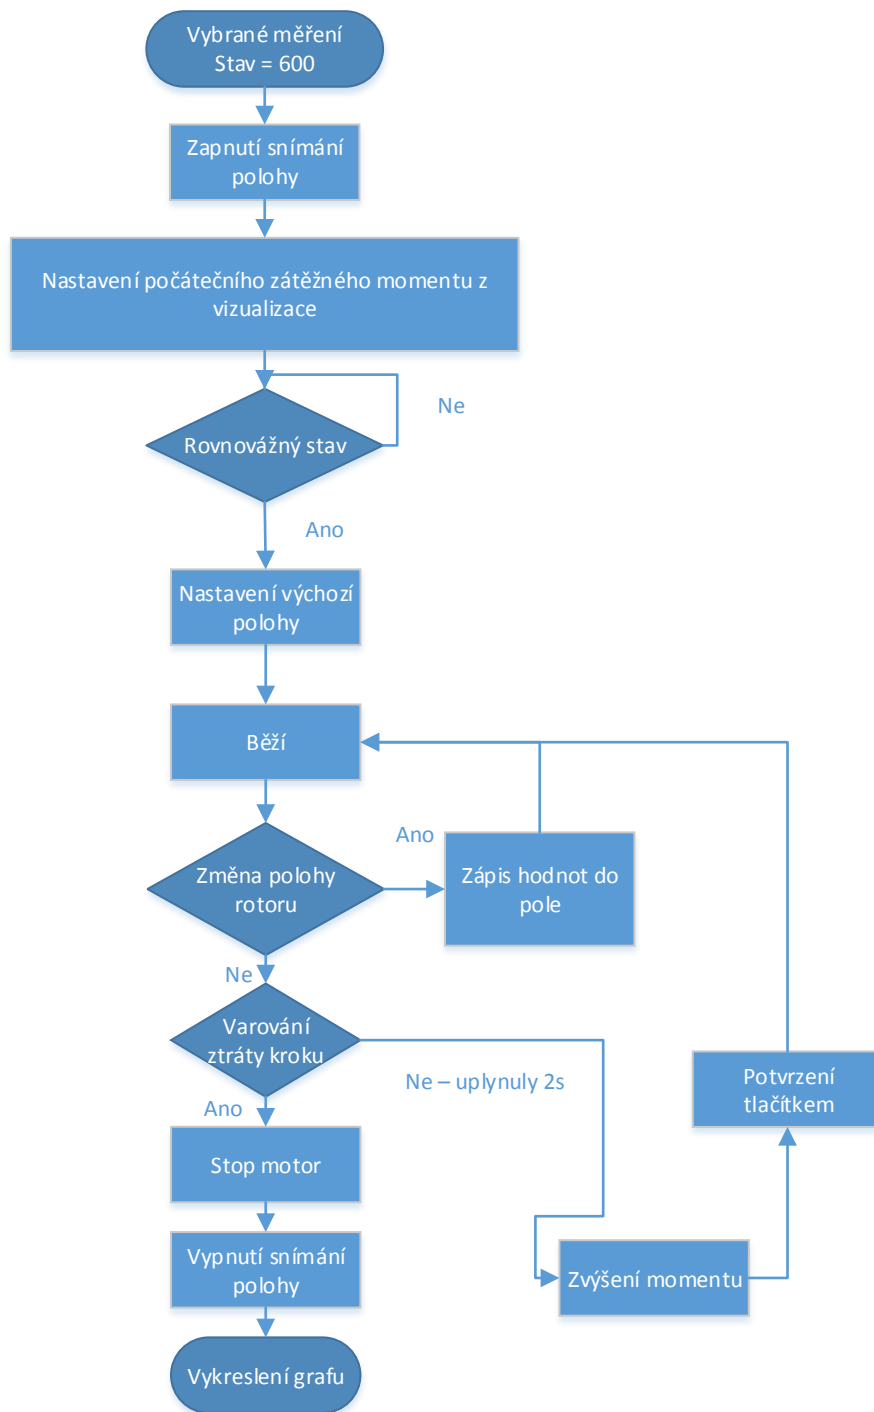 Vybrané měření
Stav = 600
Zapnutí snímání
polohy
Nastavení počátečního zátěžného momentu z
vizualizace
Ne
Rovnovážný stav
Ano
Nastavení výchozí
polohy
Běží
Ano
Změna polohy
rotoru
Zápis hodnot do
pole
Ne
Varování
ztráty kroku
Ne – uplynuly 2s
Potvrzení
tlačítkem
Ano
Stop motor
Vypnutí snímání
polohy
Zvýšení momentu
Vykreslení grafu